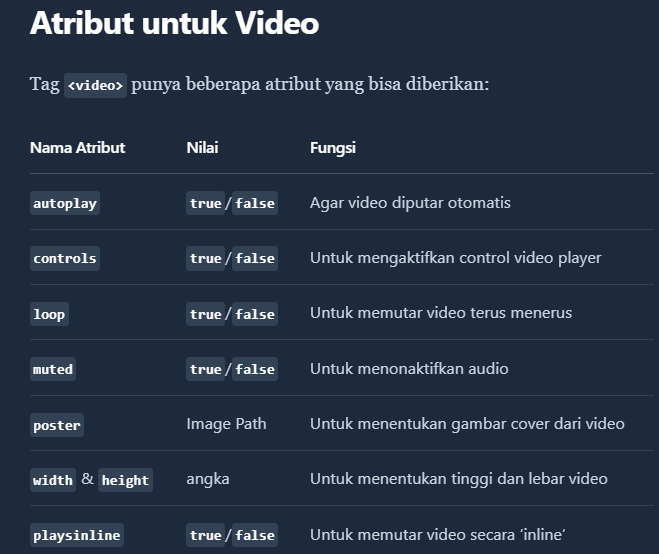 Atribut untuk Video
Tag <video> punya beberapa atribut yang bisa diberikan:
Nama Atribut Nilai Fungsi
autoplay true/false Agar video diputar otomatis
controls true/false Untuk mengaktifkan control video player
loop true/false Untuk memutar video terus menerus
muted true/false Untuk menonaktifkan audio
poster Image Path Untuk menentukan gambar cover dari video
width & height angka Untuk menentukan tinggi dan lebar video
playsinline true/false Untuk memutar video secara ‘inline’